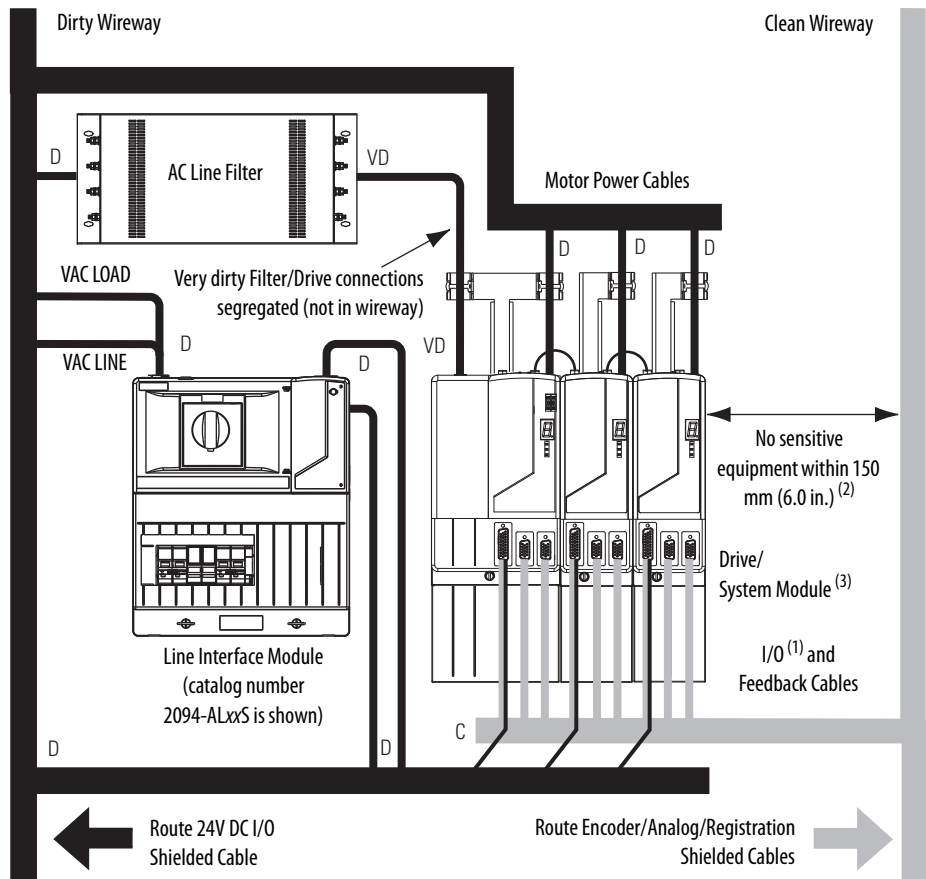 Dirty Wireway
Clean Wireway
D
AC Line Filter
VD
Motor Power Cables
D
D
D
VAC LOAD
Very dirty Filter/Drive connections
segregated (not in wireway)
VAC LINE
D
D
VD
No sensitive
equipment within 150
mm (6.0 in.) (2)
Drive/
System Module (3)
I/O (1) and
Feedback Cables
Line Interface Module
(catalog number
2094-ALxxS is shown)
C
D
D
Route 24V DC I/O
Shielded Cable
Route Encoder/Analog/Registration
Shielded Cables